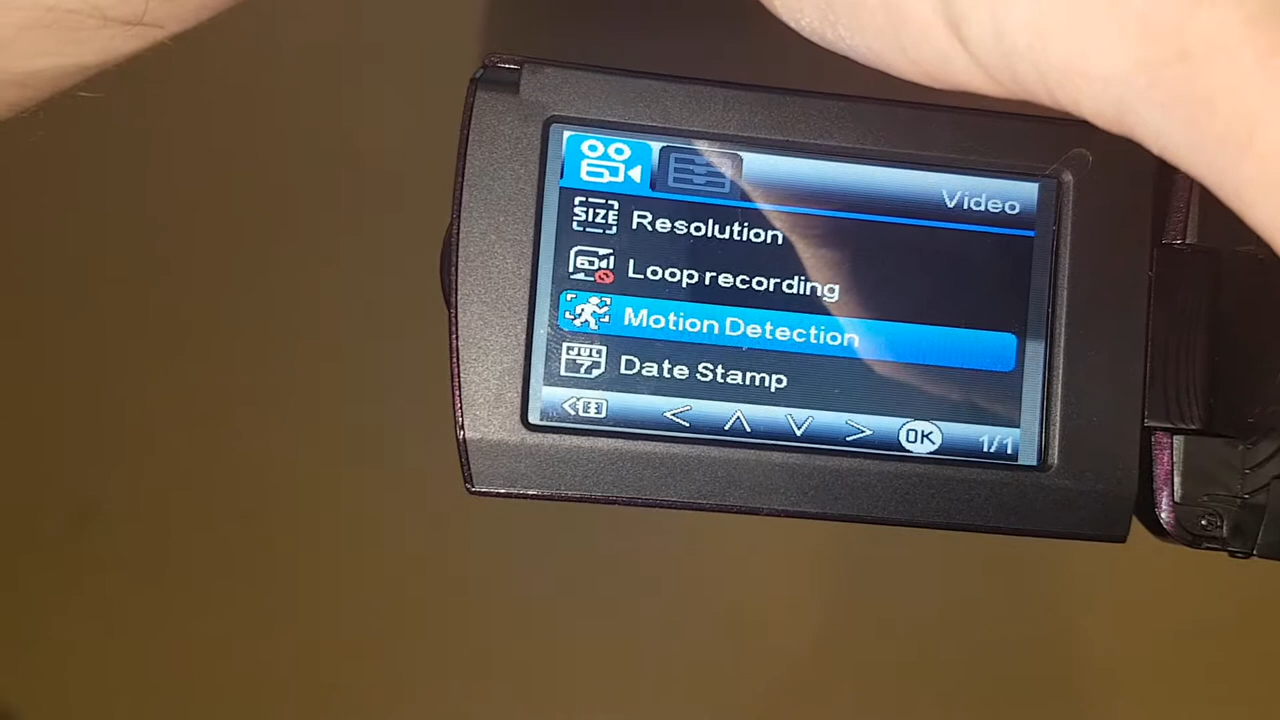 Video
SIZE Resolution
Loop recording
Motion Detection
JUL 7 Date Stamp
OK 1/1